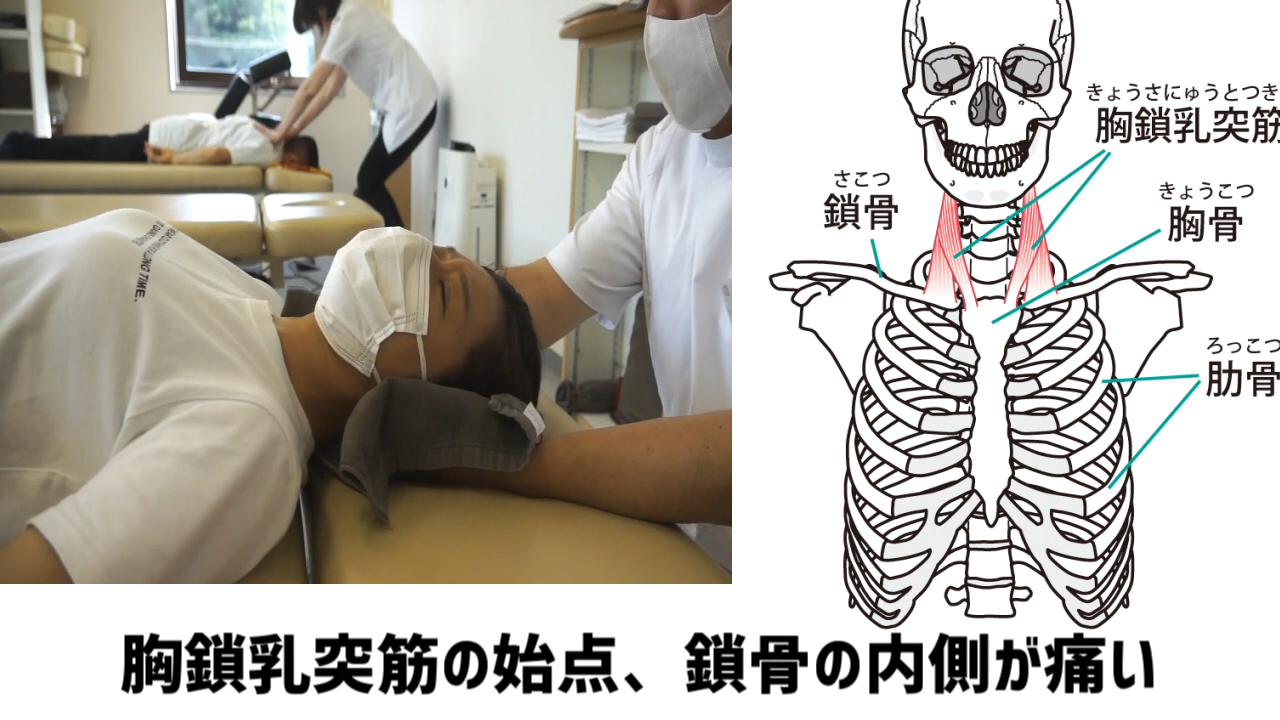 きょうさにゅうとつき
胸鎖乳突筋
さこつ
鎖骨
きょうこつ
胸骨
ろっこつ
肋骨
胸鎖乳突筋の始点、鎖骨の内側が痛い